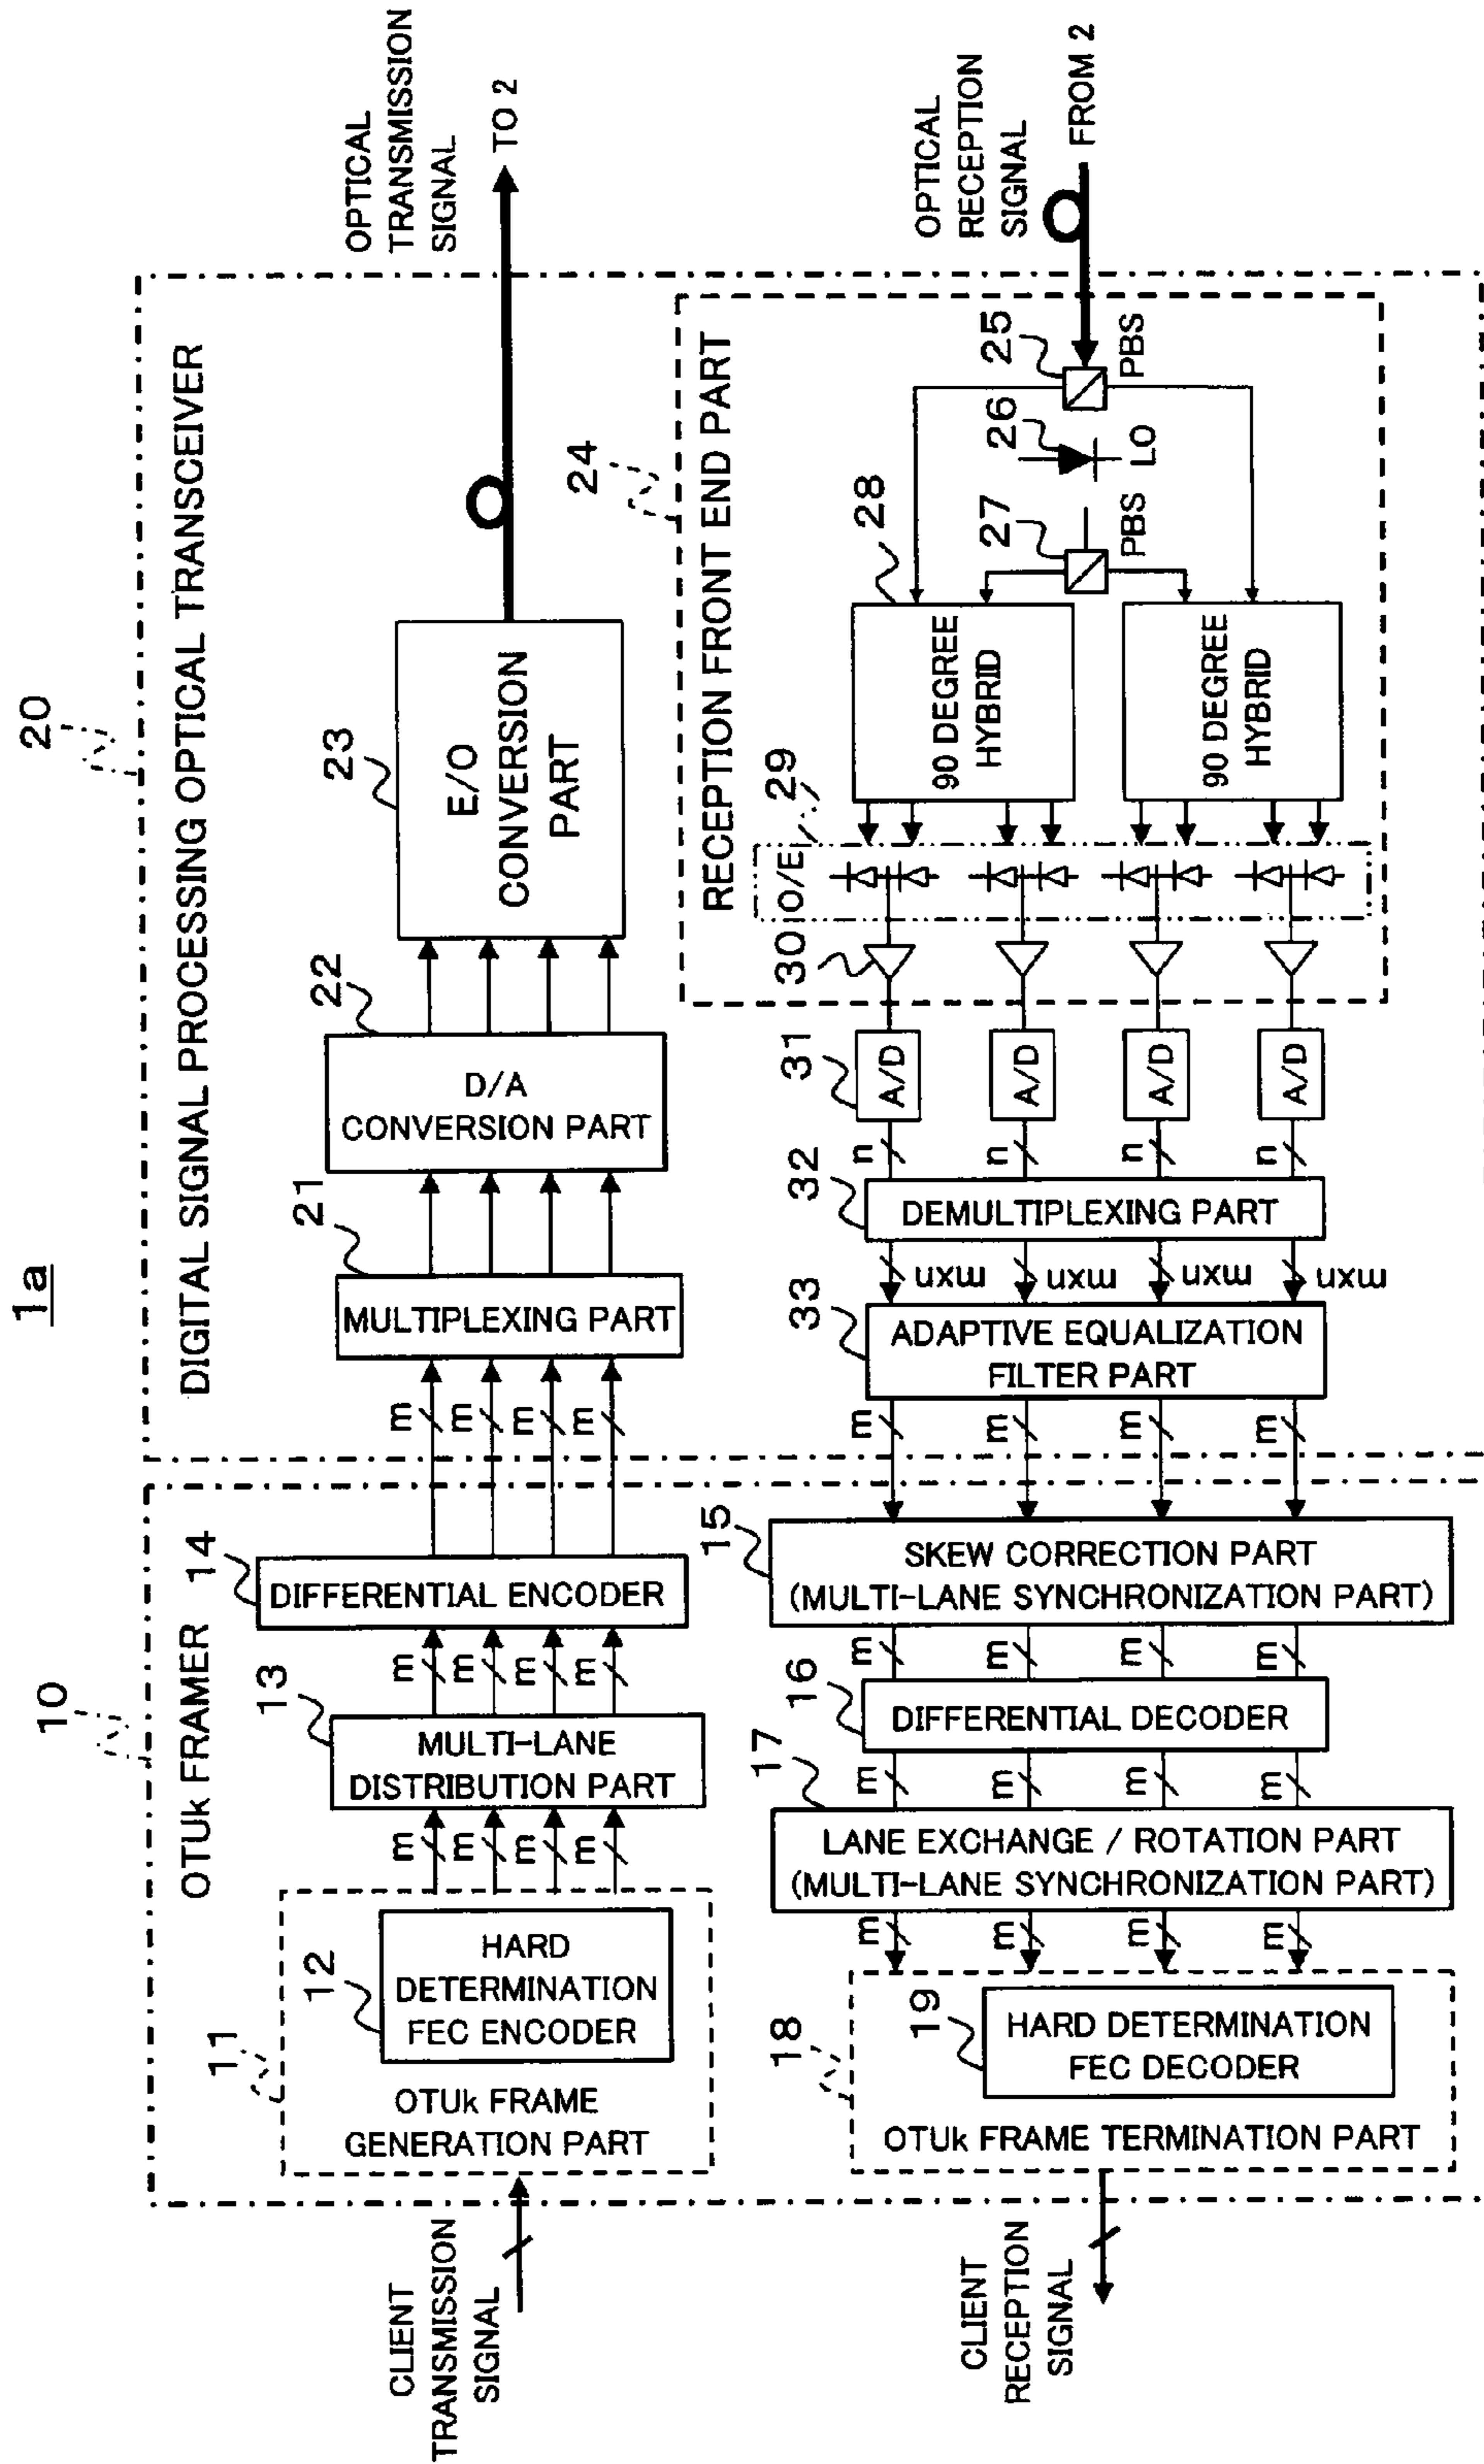 1a
10
OTUk FRAMER
20
DIGITAL SIGNAL PROCESSING OPTICAL TRANSCEIVER
CLIENT
TRANSMISSION
SIGNAL
11
12
HARD
DETERMINATION
FEC ENCODER
OTUk FRAME
GENERATION PART
m
m
m
m
13
MULTI-LANE
DISTRIBUTION PART
m
m
m
m
14
DIFFERENTIAL ENCODER
m
m
m
m
21
MULTIPLEXING PART
22
D/A
CONVERSION PART
23
E/O
CONVERSION
PART
OPTICAL
TRANSMISSION
SIGNAL
TO 2
CLIENT
RECEPTION
SIGNAL
18
19
HARD DETERMINATION
FEC DECODER
OTUk FRAME TERMINATION PART
m
m
m
m
17
LANE EXCHANGE / ROTATION PART
(MULTI-LANE SYNCHRONIZATION PART)
m
m
m
m
16
DIFFERENTIAL DECODER
m
m
m
m
15
SKEW CORRECTION PART
(MULTI-LANE SYNCHRONIZATION PART)
m
m
m
m
33
ADAPTIVE EQUALIZATION
FILTER PART
mxn
mxn
mxn
mxn
32
DEMULTIPLEXING PART
n
n
n
n
31
A/D
A/D
A/D
A/D
24
RECEPTION FRONT END PART
30
O/E
29
28
90 DEGREE
HYBRID
90 DEGREE
HYBRID
27
PBS
26
LO
25
PBS
OPTICAL
RECEPTION
SIGNAL
FROM 2